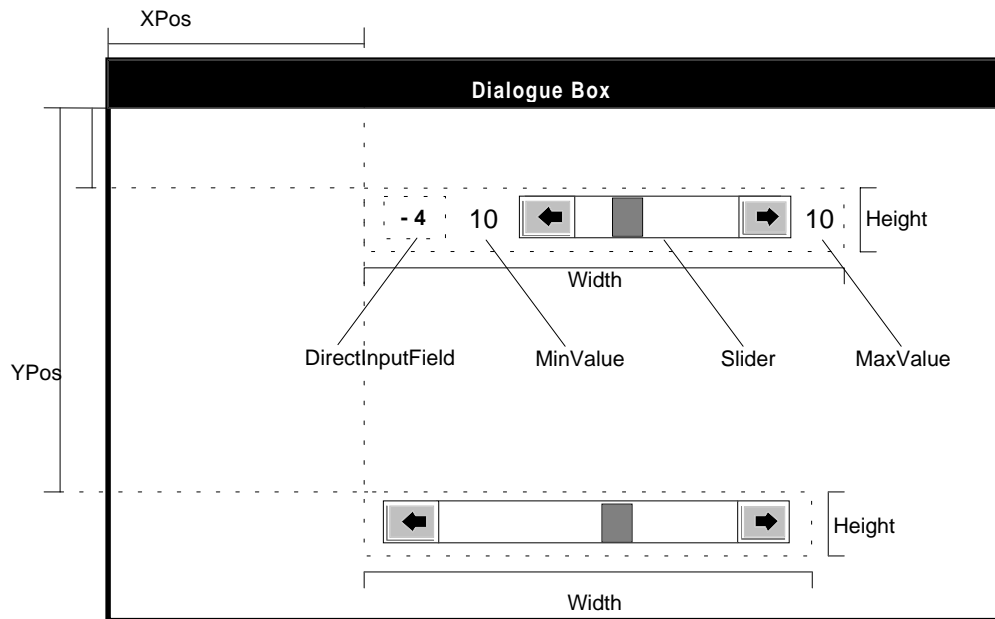 XPos
Dialogue Box
- 4 10 10 Height
Width
DirectInputField MinValue Slider MaxValue
YPos
Height
Width